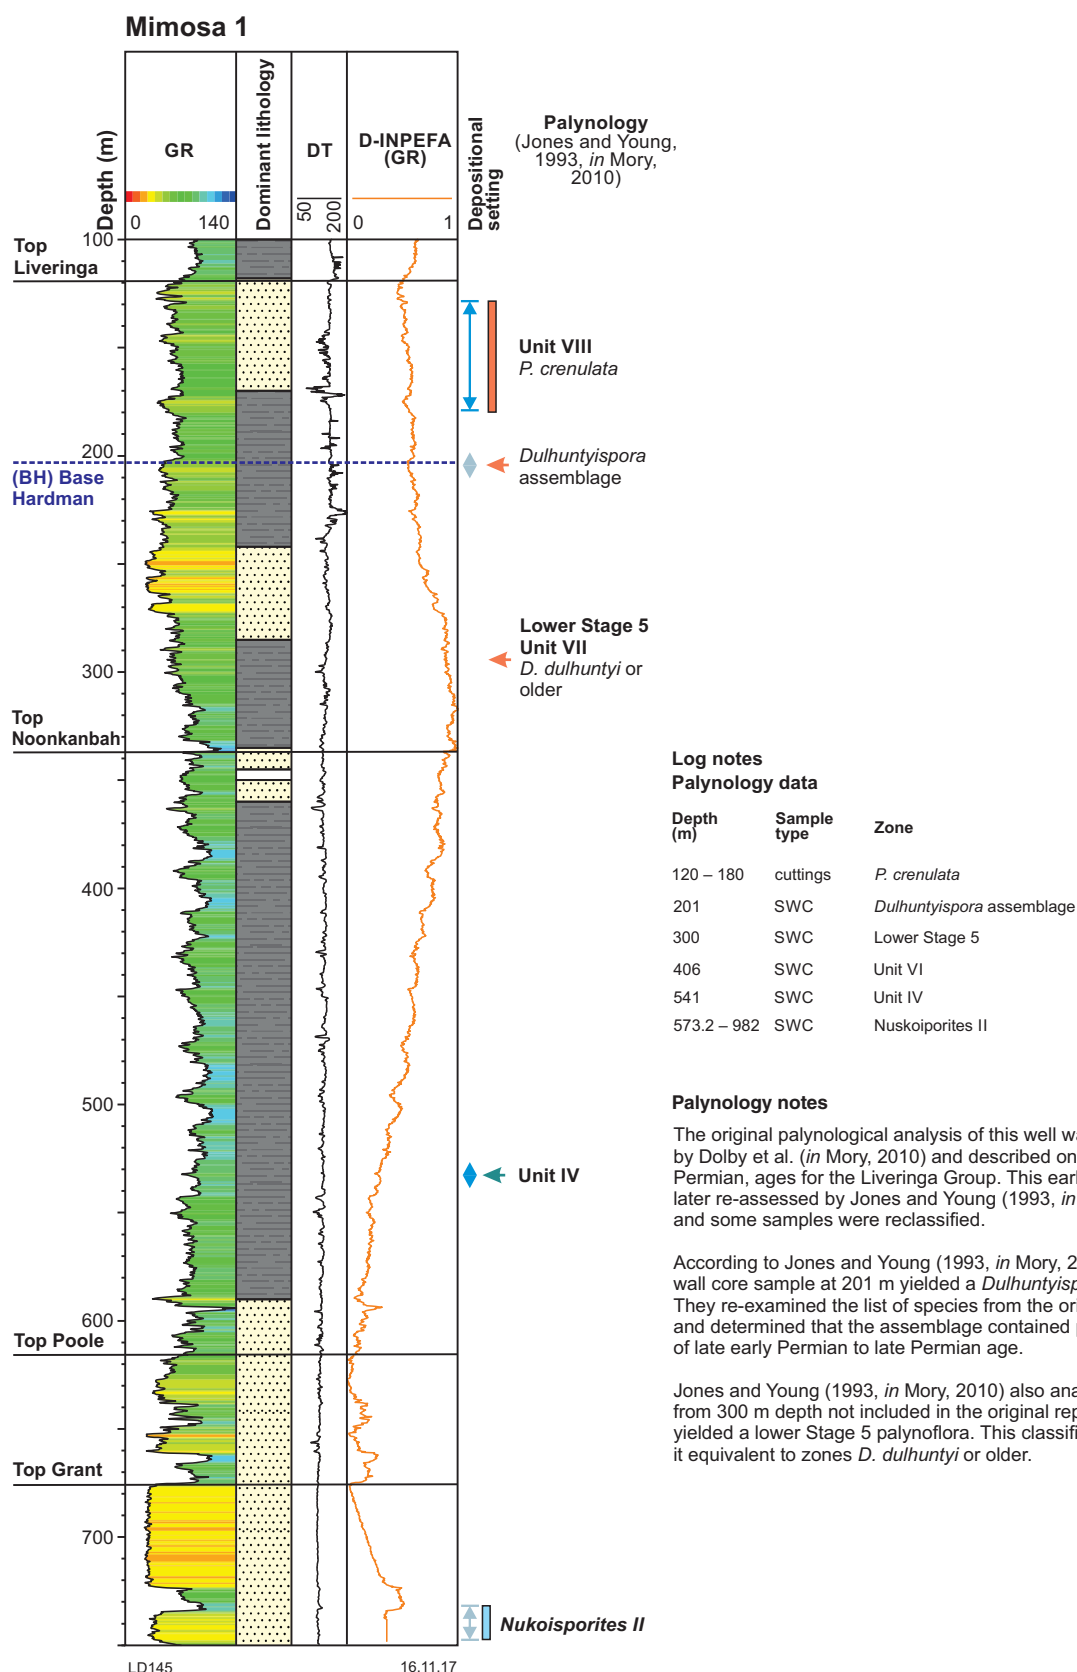 Mimosa 1
Depth (m)
GR
0 140
Dominant lithology
DT
50 200
D-INPEFA
(GR)
0 1
Depositional
setting
Palynology
(Jones and Young,
1993, in Mory,
2010)
100
Top
Liveringa
Unit VIII
P. crenulata
200
(BH) Base
Hardman
Dulhuntyispora
assemblage
Lower Stage 5
Unit VII
D. dulhuntyi or
older
300
Top
Noonkanbah
400
500
Unit IV
600
Top Poole
Top Grant
700
Nukoisporites II
LD145
16.11.17
Log notes
Palynology data
Depth
(m)
Sample
type
Zone
120 – 180 cuttings P. crenulata
201 SWC Dulhuntyispora assemblage
300 SWC Lower Stage 5
406 SWC Unit VI
541 SWC Unit IV
573.2 – 982 SWC Nuskoiporites II
Palynology notes
The original palynological analysis of this well wa
by Dolby et al. (in Mory, 2010) and described on
Permian, ages for the Liveringa Group. This earl
later re-assessed by Jones and Young (1993, in
and some samples were reclassified.
According to Jones and Young (1993, in Mory, 2
wall core sample at 201 m yielded a Dulhuntyisp
They re-examined the list of species from the ori
and determined that the assemblage contained p
of late early Permian to late Permian age.
Jones and Young (1993, in Mory, 2010) also ana
from 300 m depth not included in the original rep
yielded a lower Stage 5 palynoflora. This classifi
it equivalent to zones D. dulhuntyi or older.